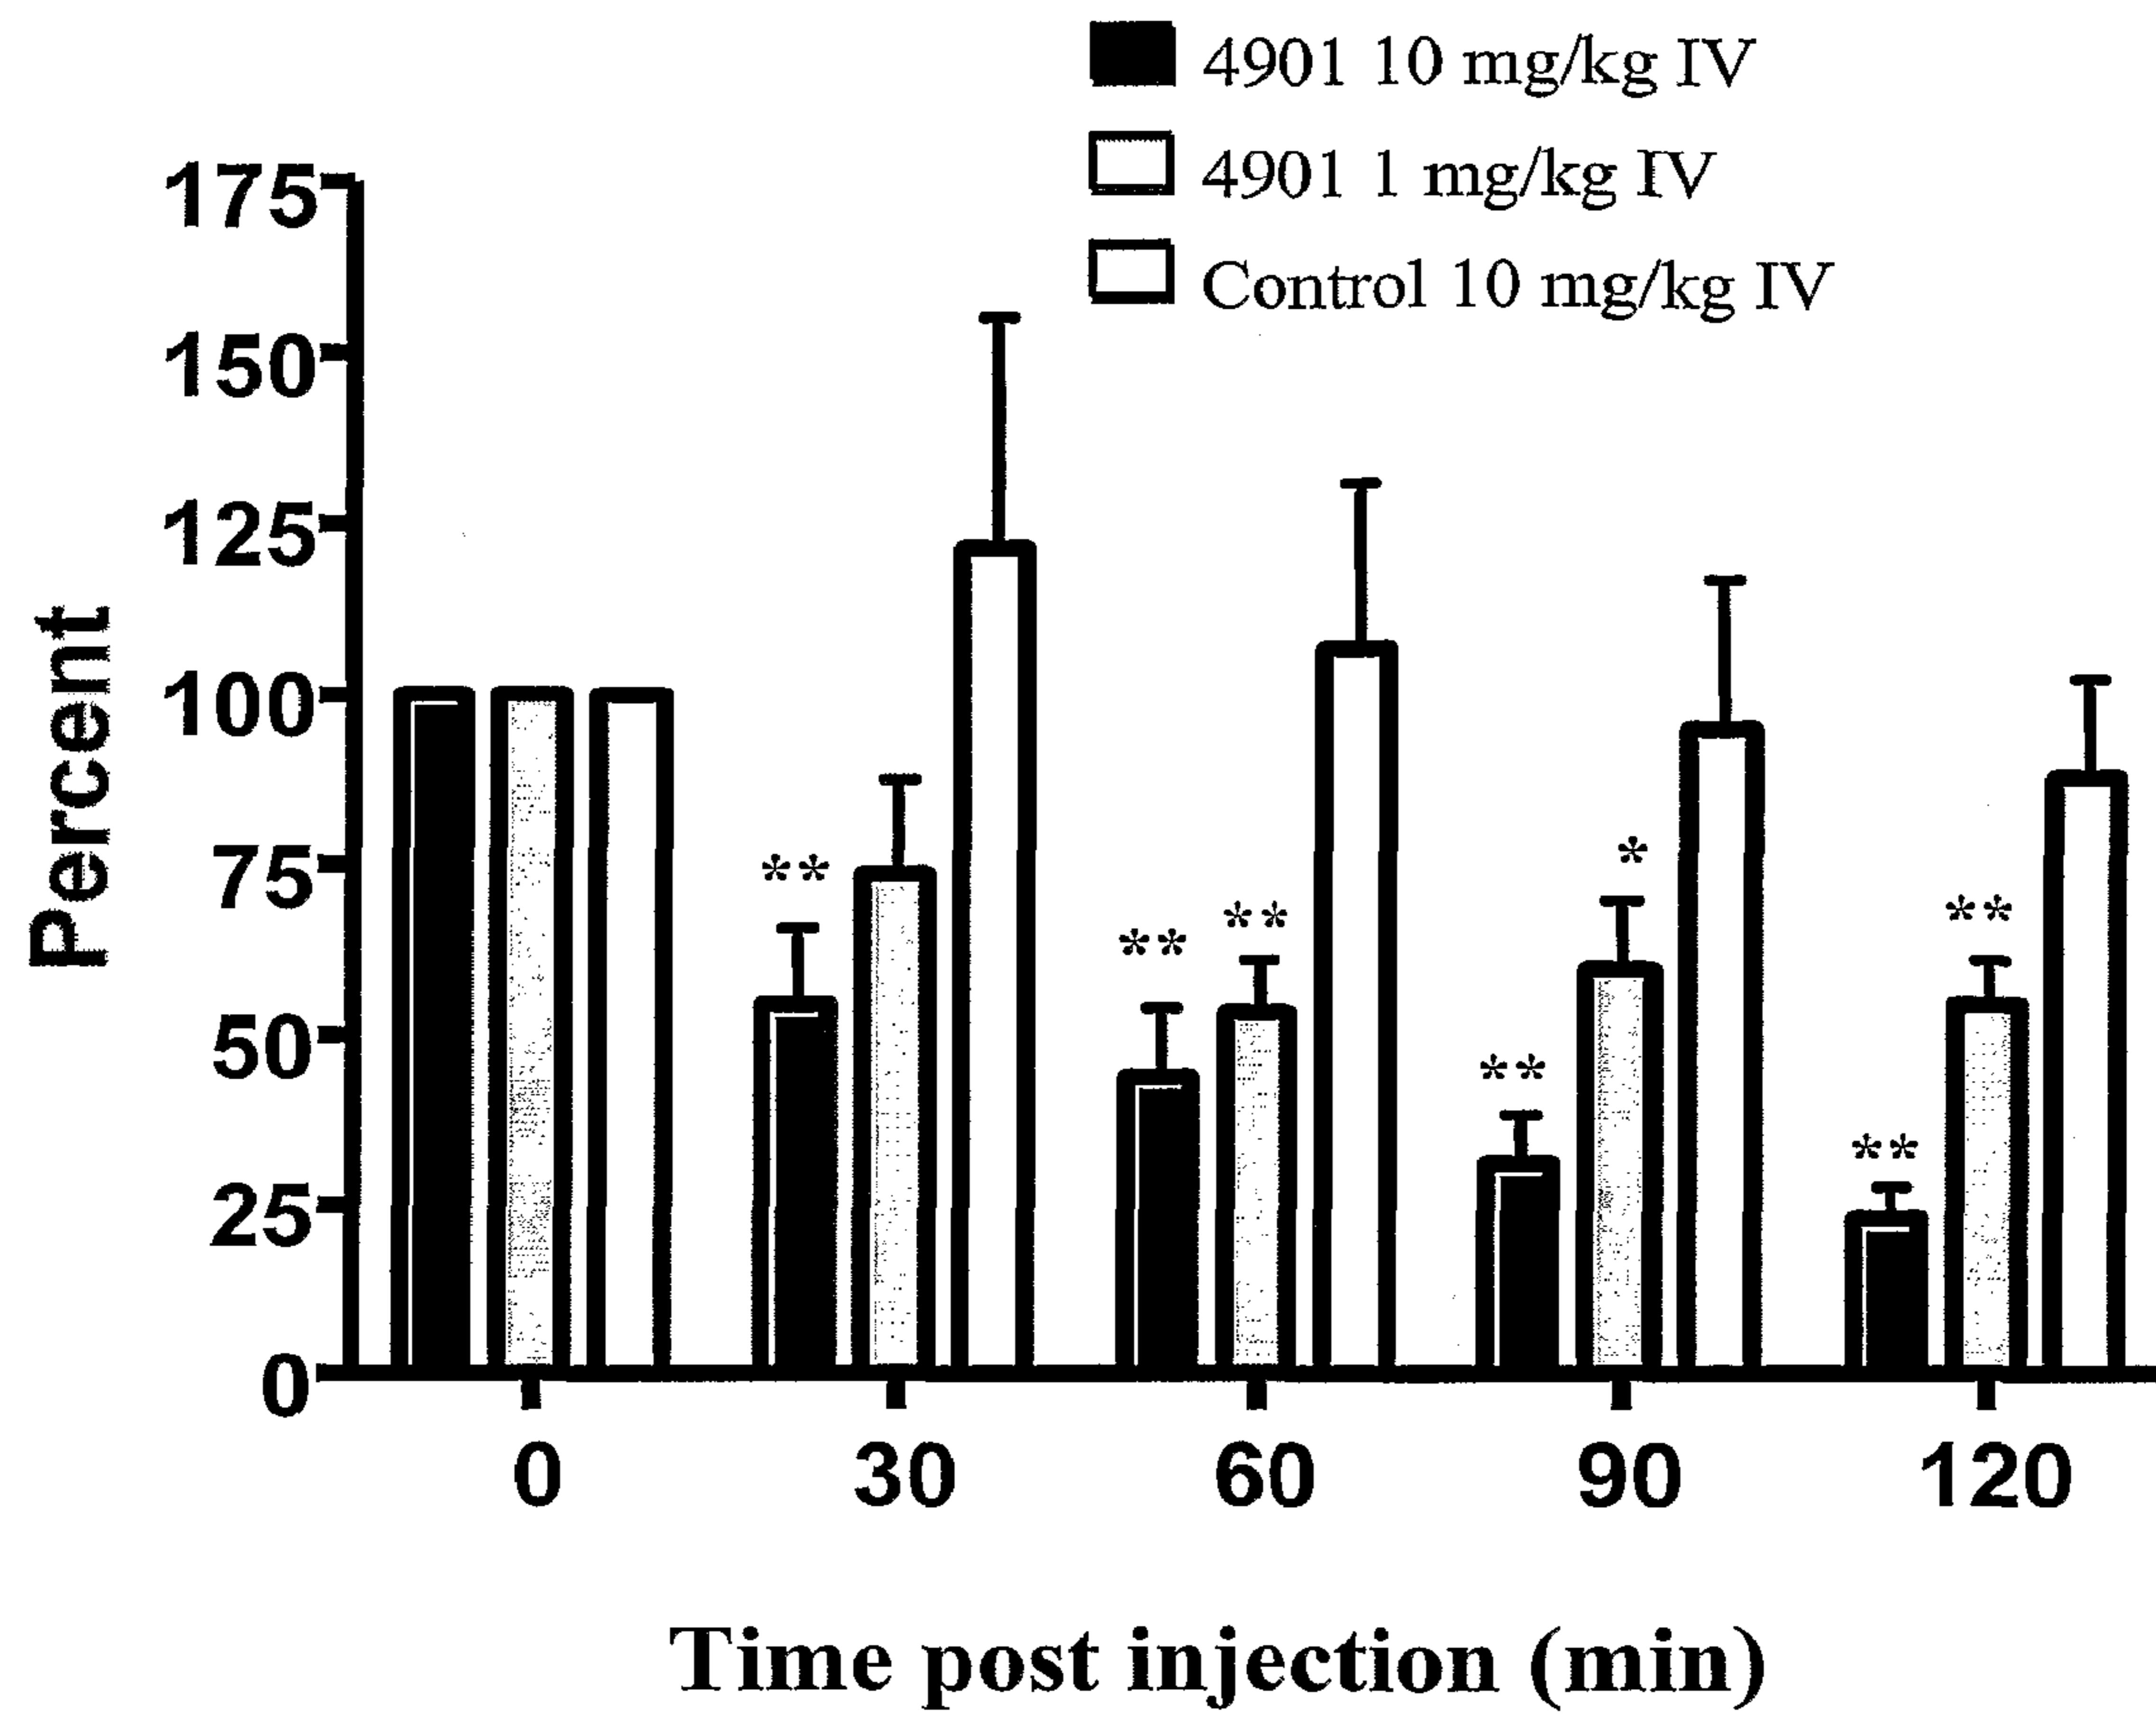 4901 10 mg/kg IV
4901 1 mg/kg IV
Control 10 mg/kg IV
175
150
125
100
75
50
25
0
Percent
**
**
**
**
*
**
**
0 30 60 90 120
Time post injection (min)